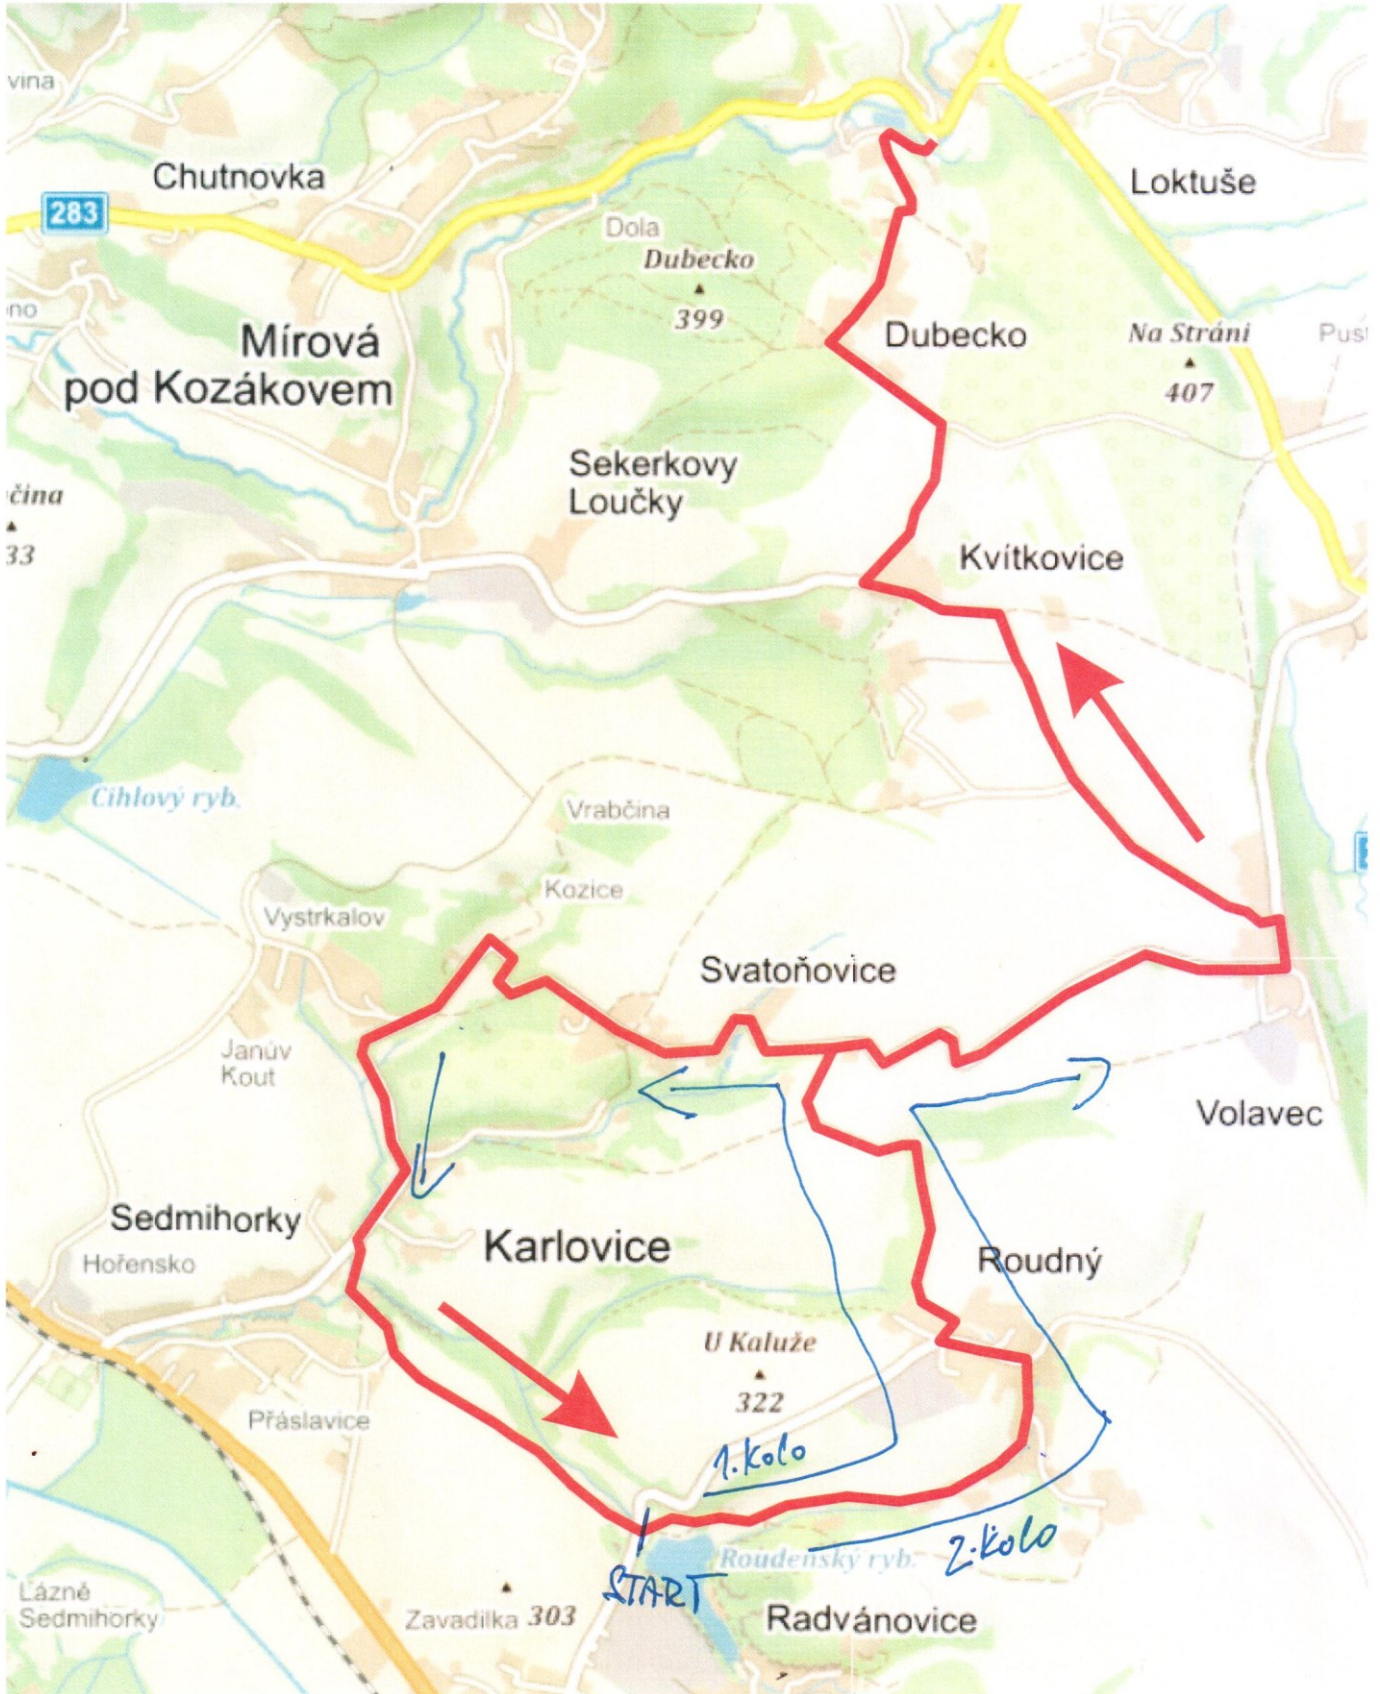 vina
Chutnovka
283
Loktuše
Dola
Dubecko
399
no
Mírová
pod Kozákovem
Dubecko
Na Stráni
407
Pus
čina
33
Sekerkovy
Loučky
Kvítkovice
Cihlový ryb.
Vrabčina
Kozice
Vystrkalov
Svatoňovice
Janův
Kout
Volavec
Sedmihorky
Hořensko
Karlovice
Roudný
U Kaluže
322
Přáslavice
1. kolo
2. kolo
Roudeňský ryb.
START
Lázně
Sedmihorky
Zavadilka 303
Radvánovice